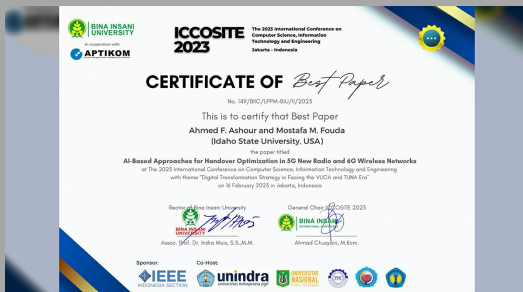 BINA INSANI
UNIVERSITY
in cooperation with
APTIKOM
ICCOSITE
2023
The 2023 International Conference on
Computer Science, Information
Technology and Engineering
Jakarta - Indonesia
CERTIFICATE OF Best Paper
No. 149/BIIC/LPPM-BIU/II/2023
This is to certify that Best Paper
Ahmed F. Ashour and Mostafa M. Fouda
(Idaho State University, USA)
the paper titled
AI-Based Approaches for Handover Optimization in 5G New Radio and 6G Wireless Networks
at The 2023 International Conference on Computer Science, Information Technology and Engineering
with theme "Digital Transformation Strategy in Facing the VUCA and TUNA Era"
on 16 February 2023 in Jakarta, Indonesia
Rector of Bina Insani University
General Chair ICCOSITE 2023
BINA INSANI
UNIVERSITY
BINA INSANI
Assoc. Prof. Dr. Indra Muis, S.S.,M.M.
Ahmad Chusyairi, M.Kom.
Sponsor:
Co-Host:
IEEE
INDONESIA SECTION
unindra
universitas indraprasta pgri
UNIVERSITAS
NASIONAL